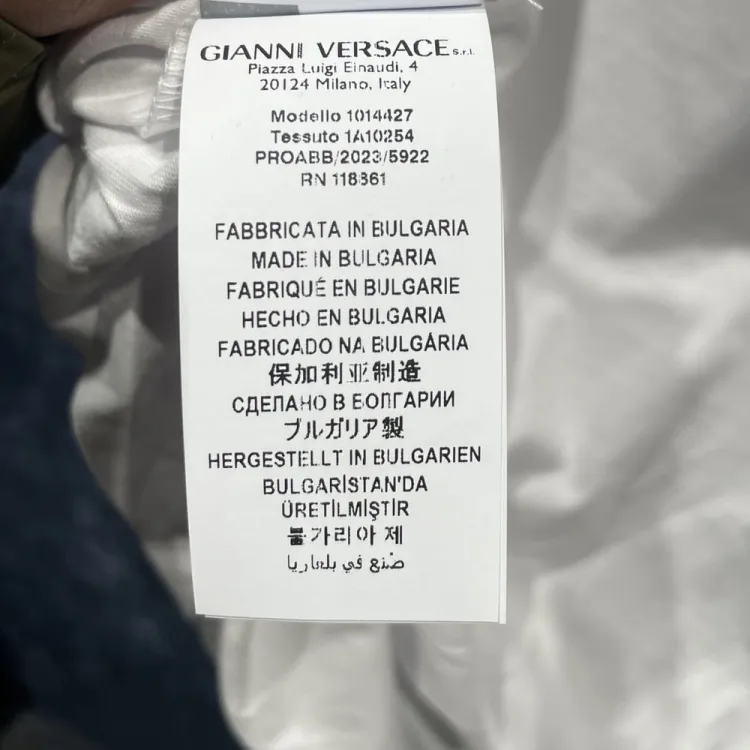 GIANNI VERSACE S.r.l.
Piazza Luigi Einaudi, 4
20124 Milano, Italy
Modello 1014427
Tessuto 1A10254
PROABB/2023/5922
RN 118361
FABBRICATA IN BULGARIA
MADE IN BULGARIA
FABRIQUÉ EN BULGARIE
HECHO EN BULGARIA
FABRICADO NA BULGÁRIA
保加利亚制造
СДЕЛАНО В БОЛГАРИИ
ブルガリア製
HERGESTELLT IN BULGARIEN
BULGARİSTAN'DA
ÜRETİLMİŞTİR
불가리아 제
صنع في بلغاريا